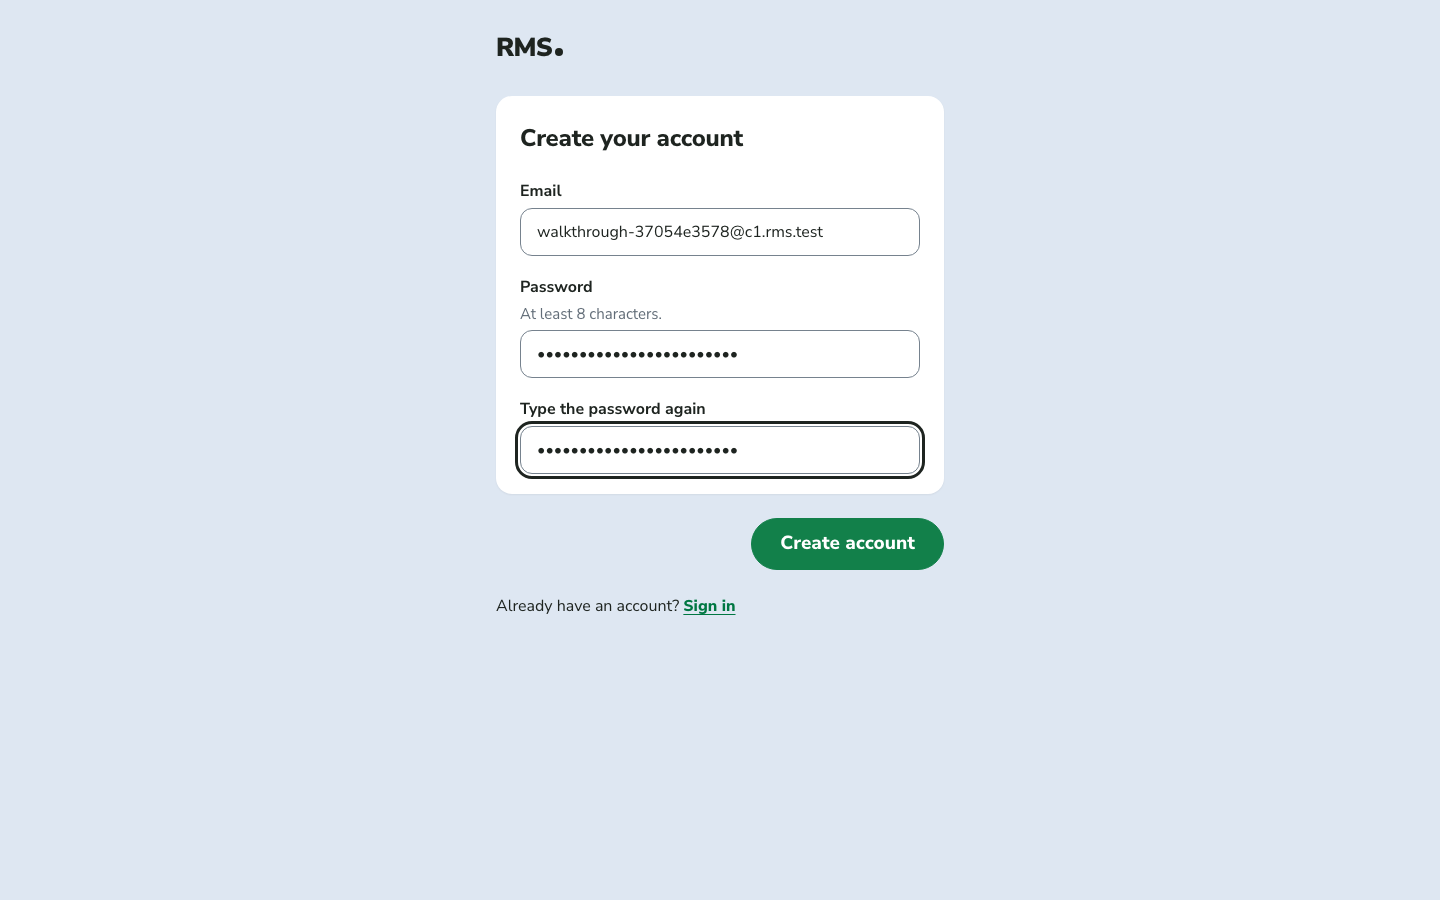 RMS.
Create your account
Email
walkthrough-37054e3578@c1.rms.test
Password
At least 8 characters.
••••••••••••••••••••••••
Type the password again
••••••••••••••••••••••••
Create account
Already have an account? Sign in